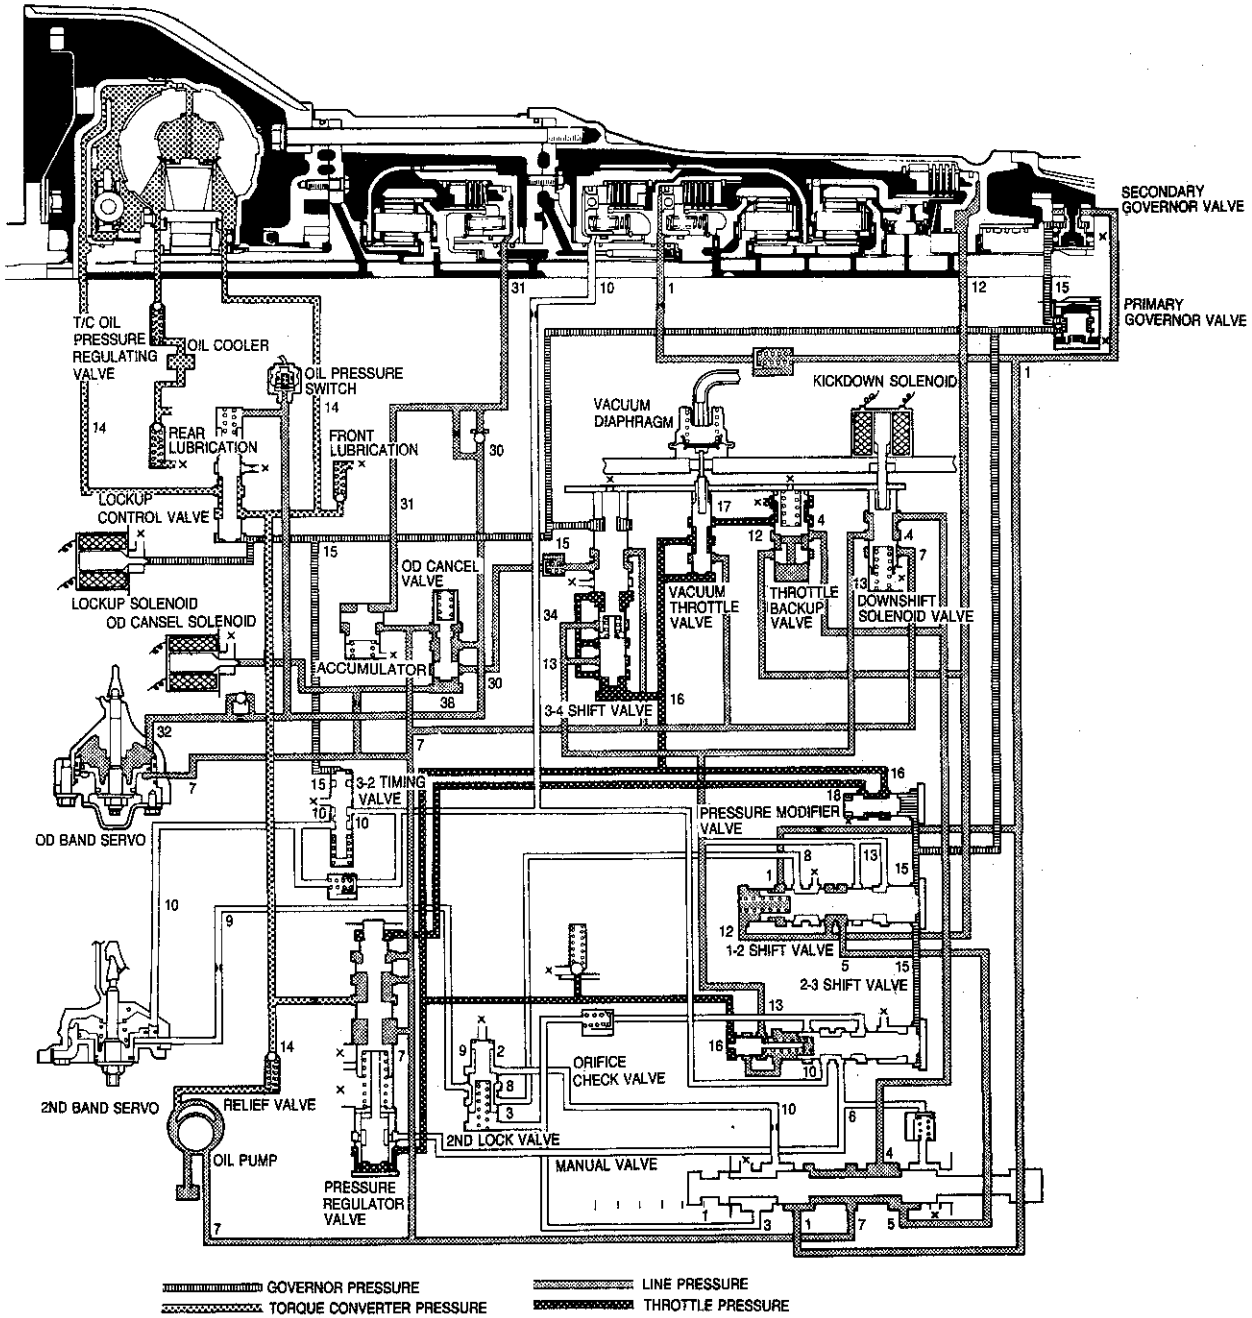 SECONDARY
GOVERNOR VALVE
31
10
1
12
15
T/C OIL
PRESSURE
REGULATING
VALVE
PRIMARY
GOVERNOR VALVE
OIL COOLER
OIL PRESSURE
SWITCH
1
KICKDOWN SOLENOID
VACUUM
DIAPHRAGM
14
14
REAR
LUBRICATION
FRONT
LUBRICATION
30
LOCKUP
CONTROL VALVE
31
17
4
15
15
12
4
7
OD CANCEL
VALVE
13
LOCKUP SOLENOID
VACUUM
THROTTLE
VALVE
THROTTLE
BACKUP
VALVE
DOWNSHIFT
SOLENOID VALVE
OD CANSEL SOLENOID
34
ACCUMULATOR
13
30
38
3-4 SHIFT VALVE
16
32
7
7
15
3-2 TIMING
VALVE
16
18
10
10
PRESSURE MODIFIER
VALVE
OD BAND SERVO
8
13
15
1
10
9
12
1-2 SHIFT VALVE
5
15
2-3 SHIFT VALVE
13
14
7
9
2
16
10
ORIFICE
CHECK VALVE
8
3
10
6
2ND BAND SERVO
RELIEF VALVE
2ND LOCK VALVE
OIL PUMP
MANUAL VALVE
4
PRESSURE
REGULATOR
VALVE
1
3
1
7
5
7
GOVERNOR PRESSURE
LINE PRESSURE
TORQUE CONVERTER PRESSURE
THROTTLE PRESSURE